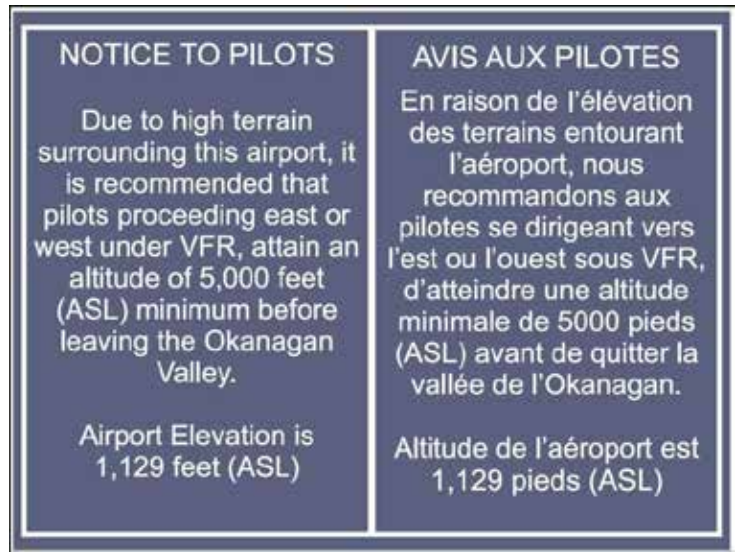 NOTICE TO PILOTS
Due to high terrain
surrounding this airport, it
is recommended that
pilots proceeding east or
west under VFR, attain an
altitude of 5,000 feet
(ASL) minimum before
leaving the Okanagan
Valley.
Airport Elevation is
1,129 feet (ASL)
AVIS AUX PILOTES
En raison de l'élévation
des terrains entourant
l'aéroport, nous
recommandons aux
pilotes se dirigeant vers
l'est ou l'ouest sous VFR,
d'atteindre une altitude
minimale de 5000 pieds
(ASL) avant de quitter la
vallée de l'Okanagan.
Altitude de l'aéroport est
1,129 pieds (ASL)